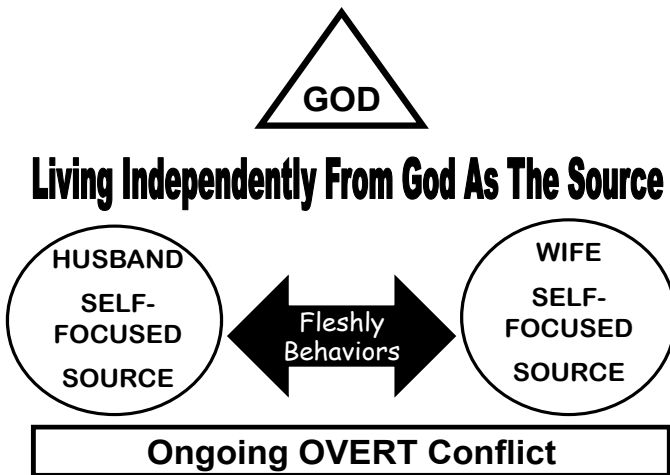 GOD
Living Independently From God As The Source
HUSBAND
SELF-
FOCUSED
SOURCE
Fleshly
Behaviors
WIFE
SELF-
FOCUSED
SOURCE
Ongoing OVERT Conflict